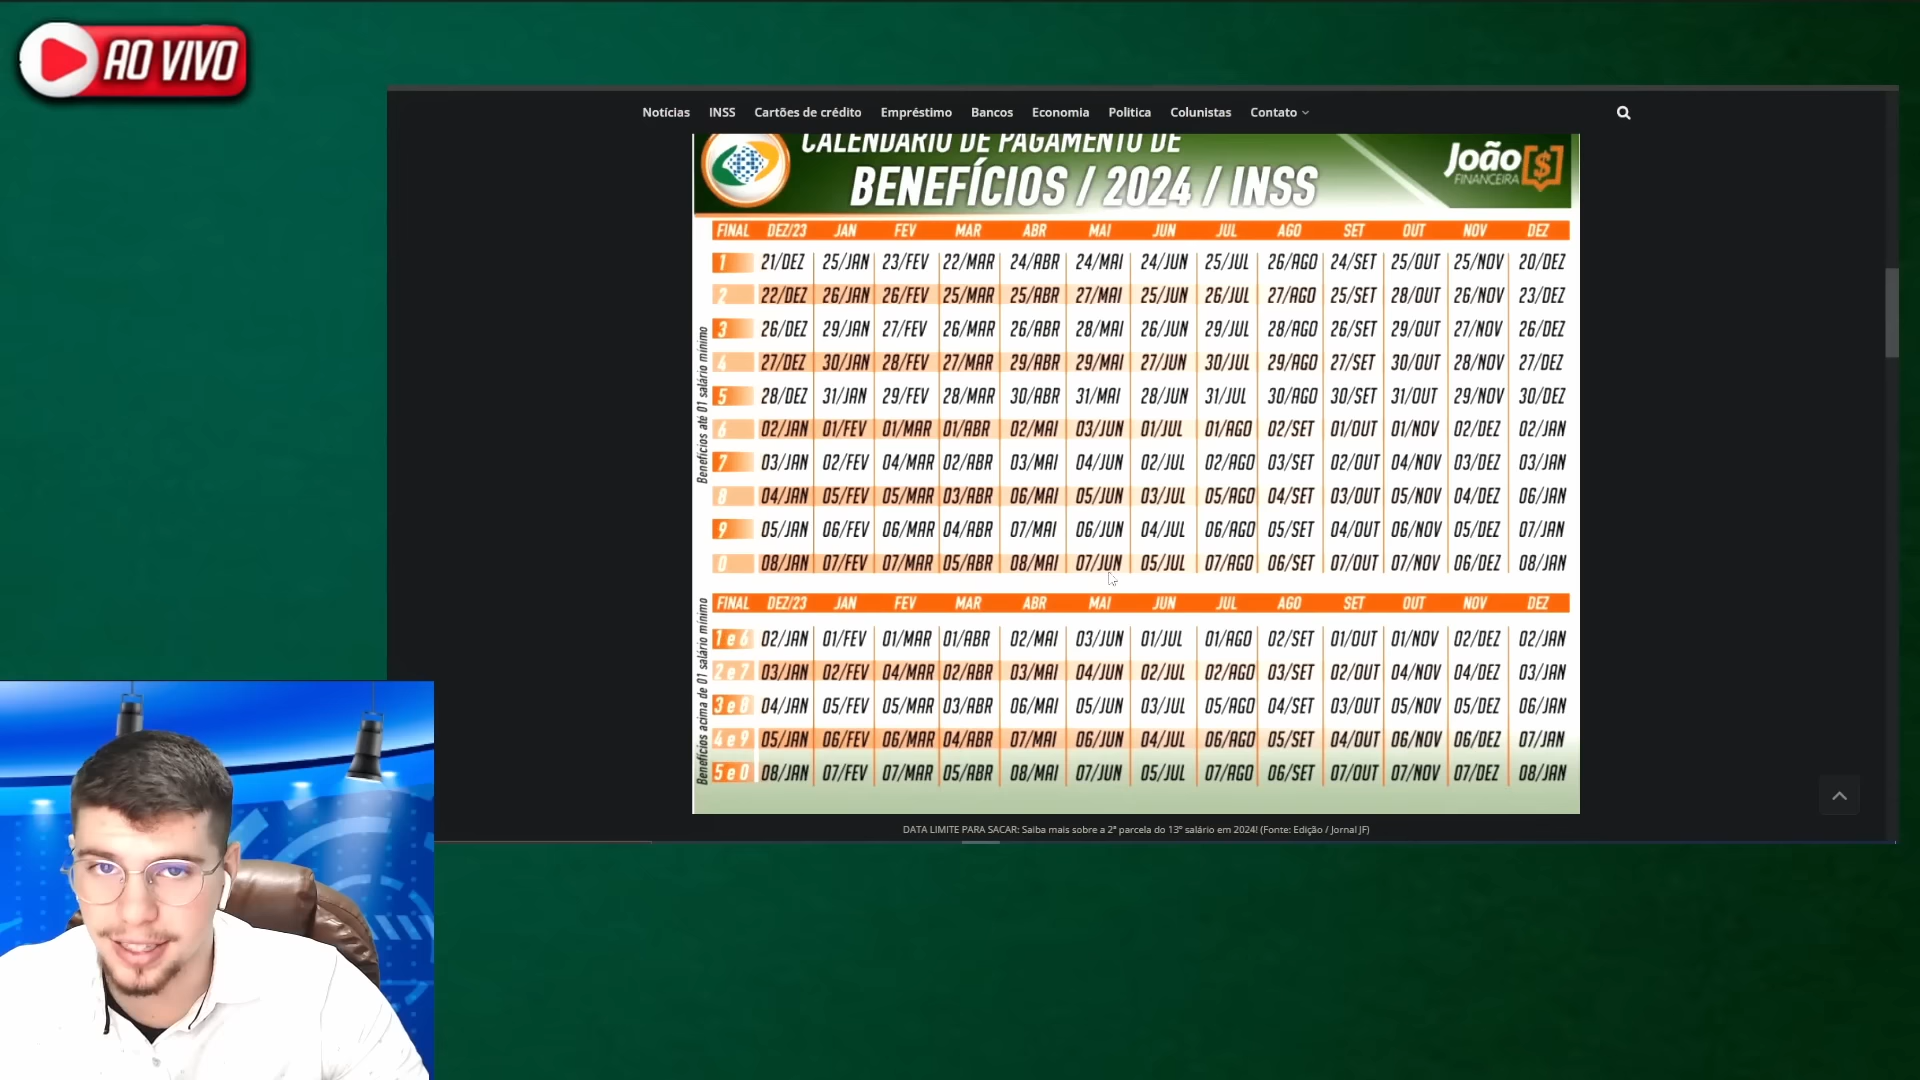 AO VIVO
Notícias INSS Cartões de crédito Empréstimo Bancos Economia Politica Colunistas Contato
CALENDÁRIO DE PAGAMENTO DE
BENEFÍCIOS / 2024 / INSS
João
FINANCEIRA
Benefícios até 01 salário mínimo
FINAL DEZ/23 JAN FEV MAR ABR MAI JUN JUL AGO SET OUT NOV DEZ
1 21/DEZ 25/JAN 23/FEV 22/MAR 24/ABR 24/MAI 24/JUN 25/JUL 26/AGO 24/SET 25/OUT 25/NOV 20/DEZ
2 22/DEZ 26/JAN 26/FEV 25/MAR 25/ABR 27/MAI 25/JUN 26/JUL 27/AGO 25/SET 28/OUT 26/NOV 23/DEZ
3 26/DEZ 29/JAN 27/FEV 26/MAR 26/ABR 28/MAI 26/JUN 29/JUL 28/AGO 26/SET 29/OUT 27/NOV 26/DEZ
4 27/DEZ 30/JAN 28/FEV 27/MAR 29/ABR 29/MAI 27/JUN 30/JUL 29/AGO 27/SET 30/OUT 28/NOV 27/DEZ
5 28/DEZ 31/JAN 29/FEV 28/MAR 30/ABR 31/MAI 28/JUN 31/JUL 30/AGO 30/SET 31/OUT 29/NOV 30/DEZ
6 02/JAN 01/FEV 01/MAR 01/ABR 02/MAI 03/JUN 01/JUL 01/AGO 02/SET 01/OUT 01/NOV 02/DEZ 02/JAN
7 03/JAN 02/FEV 04/MAR 02/ABR 03/MAI 04/JUN 02/JUL 02/AGO 03/SET 02/OUT 04/NOV 03/DEZ 03/JAN
8 04/JAN 05/FEV 05/MAR 03/ABR 06/MAI 05/JUN 03/JUL 05/AGO 04/SET 03/OUT 05/NOV 04/DEZ 06/JAN
9 05/JAN 06/FEV 06/MAR 04/ABR 07/MAI 06/JUN 04/JUL 06/AGO 05/SET 04/OUT 06/NOV 05/DEZ 07/JAN
0 08/JAN 07/FEV 07/MAR 05/ABR 08/MAI 07/JUN 05/JUL 07/AGO 06/SET 07/OUT 07/NOV 06/DEZ 08/JAN
Benefícios acima de 01 salário mínimo
FINAL DEZ/23 JAN FEV MAR ABR MAI JUN JUL AGO SET OUT NOV DEZ
1 e 6 02/JAN 01/FEV 01/MAR 01/ABR 02/MAI 03/JUN 01/JUL 01/AGO 02/SET 01/OUT 01/NOV 02/DEZ 02/JAN
2 e 7 03/JAN 02/FEV 04/MAR 02/ABR 03/MAI 04/JUN 02/JUL 02/AGO 03/SET 02/OUT 04/NOV 04/DEZ 03/JAN
3 e 8 04/JAN 05/FEV 05/MAR 03/ABR 06/MAI 05/JUN 03/JUL 05/AGO 04/SET 03/OUT 05/NOV 05/DEZ 06/JAN
4 e 9 05/JAN 06/FEV 06/MAR 04/ABR 07/MAI 06/JUN 04/JUL 06/AGO 05/SET 04/OUT 06/NOV 06/DEZ 07/JAN
5 e 0 08/JAN 07/FEV 07/MAR 05/ABR 08/MAI 07/JUN 05/JUL 07/AGO 06/SET 07/OUT 07/NOV 07/DEZ 08/JAN
DATA LIMITE PARA SACAR: Saiba mais sobre a 2ª parcela do 13º salário em 2024! (Fonte: Edição / Jornal JF)